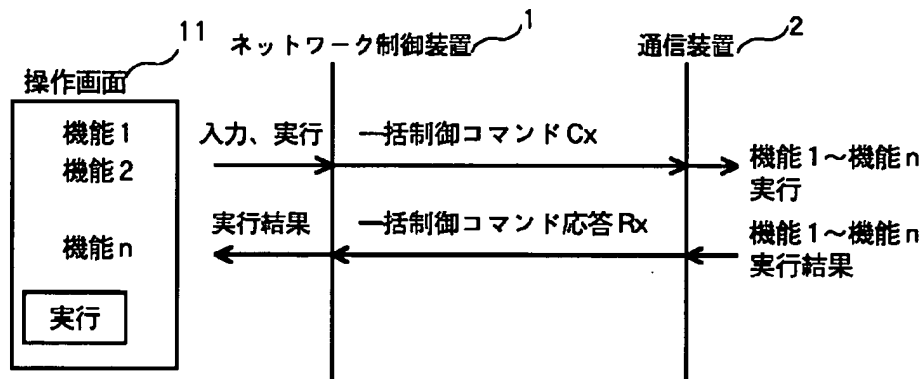 11
ネットワーク制御装置
1
通信装置
2
操作画面
機能1
機能2
機能n
実行
入力、実行
一括制御コマンドCx
機能1~機能n
実行
実行結果
一括制御コマンド応答Rx
機能1~機能n
実行結果